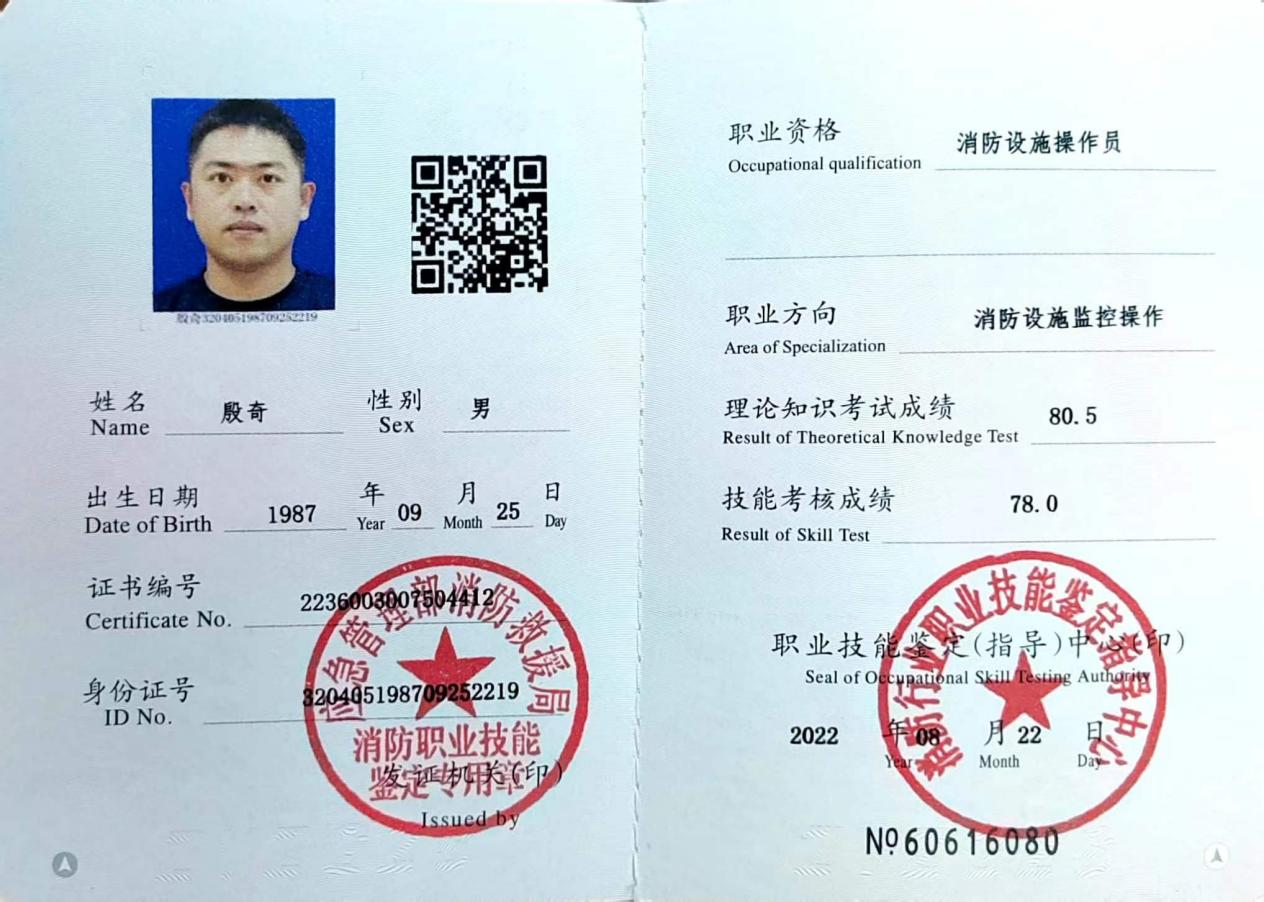 殷奇320405198709252219
姓名 殷奇 性别 男
Name Sex
出生日期 1987 年 09 月 25 日
Date of Birth Year Month Day
证书编号 2236003007504412
Certificate No.
身份证号 320405198709252219
ID No.
应急管理部消防救援局
消防职业技能
鉴定专用章
发证机关(印)
Issued by
职业资格 消防设施操作员
Occupational qualification
职业方向 消防设施监控操作
Area of Specialization
理论知识考试成绩 80.5
Result of Theoretical Knowledge Test
技能考核成绩 78.0
Result of Skill Test
消防行业职业技能鉴定指导中心
职业技能鉴定(指导)中心(印)
Seal of Occupational Skill Testing Authority
2022 年 08 月 22 日
Year Month Day
№60616080